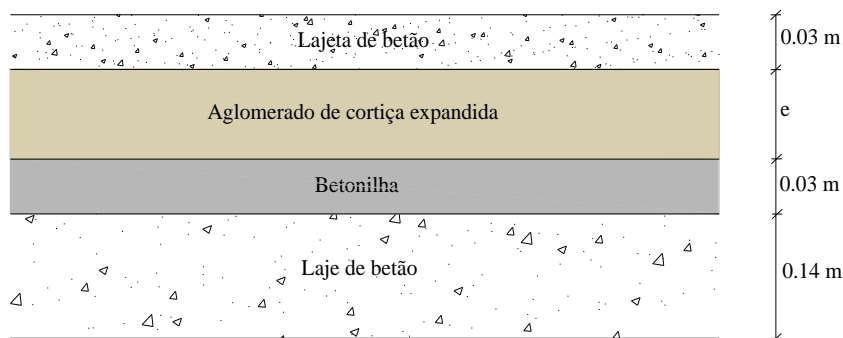 Lajeta de betão
0.03 m
Aglomerado de cortiça expandida
e
Betonilha
0.03 m
Laje de betão
0.14 m